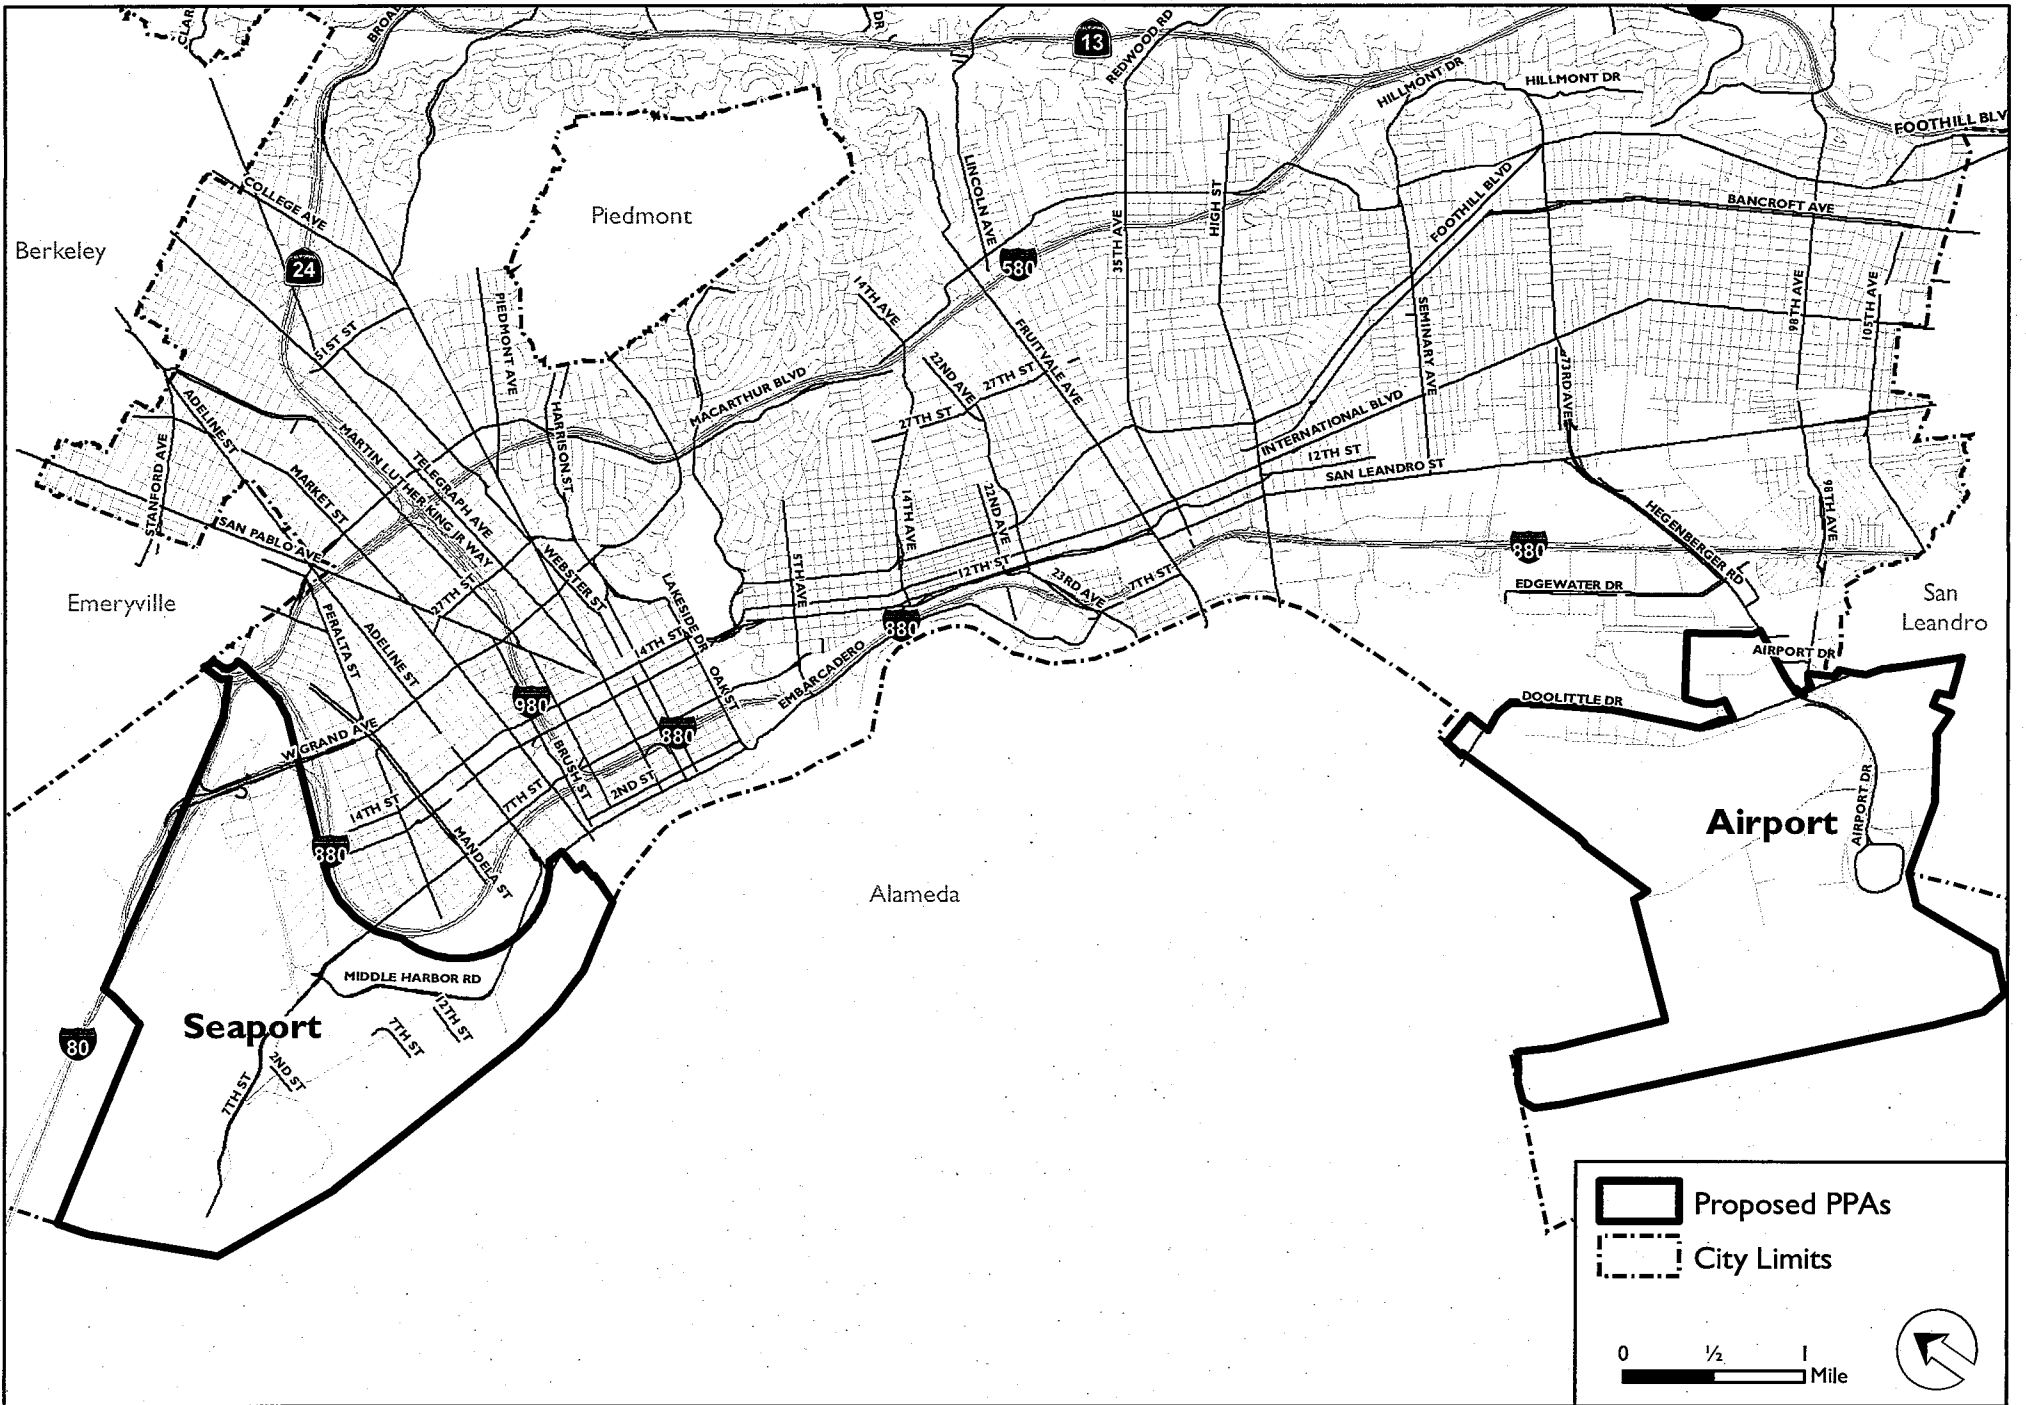 CLAR
BROAD
DR
13
REDWOOD RD
HILLMONT DR
HILLMONT DR
FOOTHILL BLV
COLLEGE AVE
Piedmont
LINCOLN AVE
HIGH ST
35TH AVE
FOOTHILL BLVD
BANCROFT AVE
Berkeley
24
580
PIEDMONT AVE
14TH AVE
98TH AVE
105TH AVE
51ST ST
FRUITVALE AVE
SEMINARY AVE
22ND AVE
27TH ST
73RD AVE
MACARTHUR BLVD
27TH ST
ADELINE ST
HARRISON ST
INTERNATIONAL BLVD
STANFORD AVE
MARTIN LUTHER KING JR WAY
TELEGRAPH AVE
12TH ST
SAN LEANDRO ST
MARKET ST
14TH AVE
22ND AVE
98TH AVE
SAN PABLO AVE
HEGENBERGER RD
880
WEBSTER ST
5TH AVE
12TH ST
23RD AVE
7TH ST
EDGEWATER DR
San
Leandro
Emeryville
27TH ST
LAKESIDE DR
880
PERALTA ST
ADELINE ST
14TH ST
AIRPORT DR
OAK ST
EMBARCADERO
980
DOOLITTLE DR
880
W GRAND AVE
BRUSH ST
2ND ST
7TH ST
14TH ST
AIRPORT DR
Airport
880
MANDELA ST
Alameda
MIDDLE HARBOR RD
Seaport
12TH ST
7TH ST
80
2ND ST
7TH ST
Proposed PPAs
City Limits
0 ½ 1
Mile